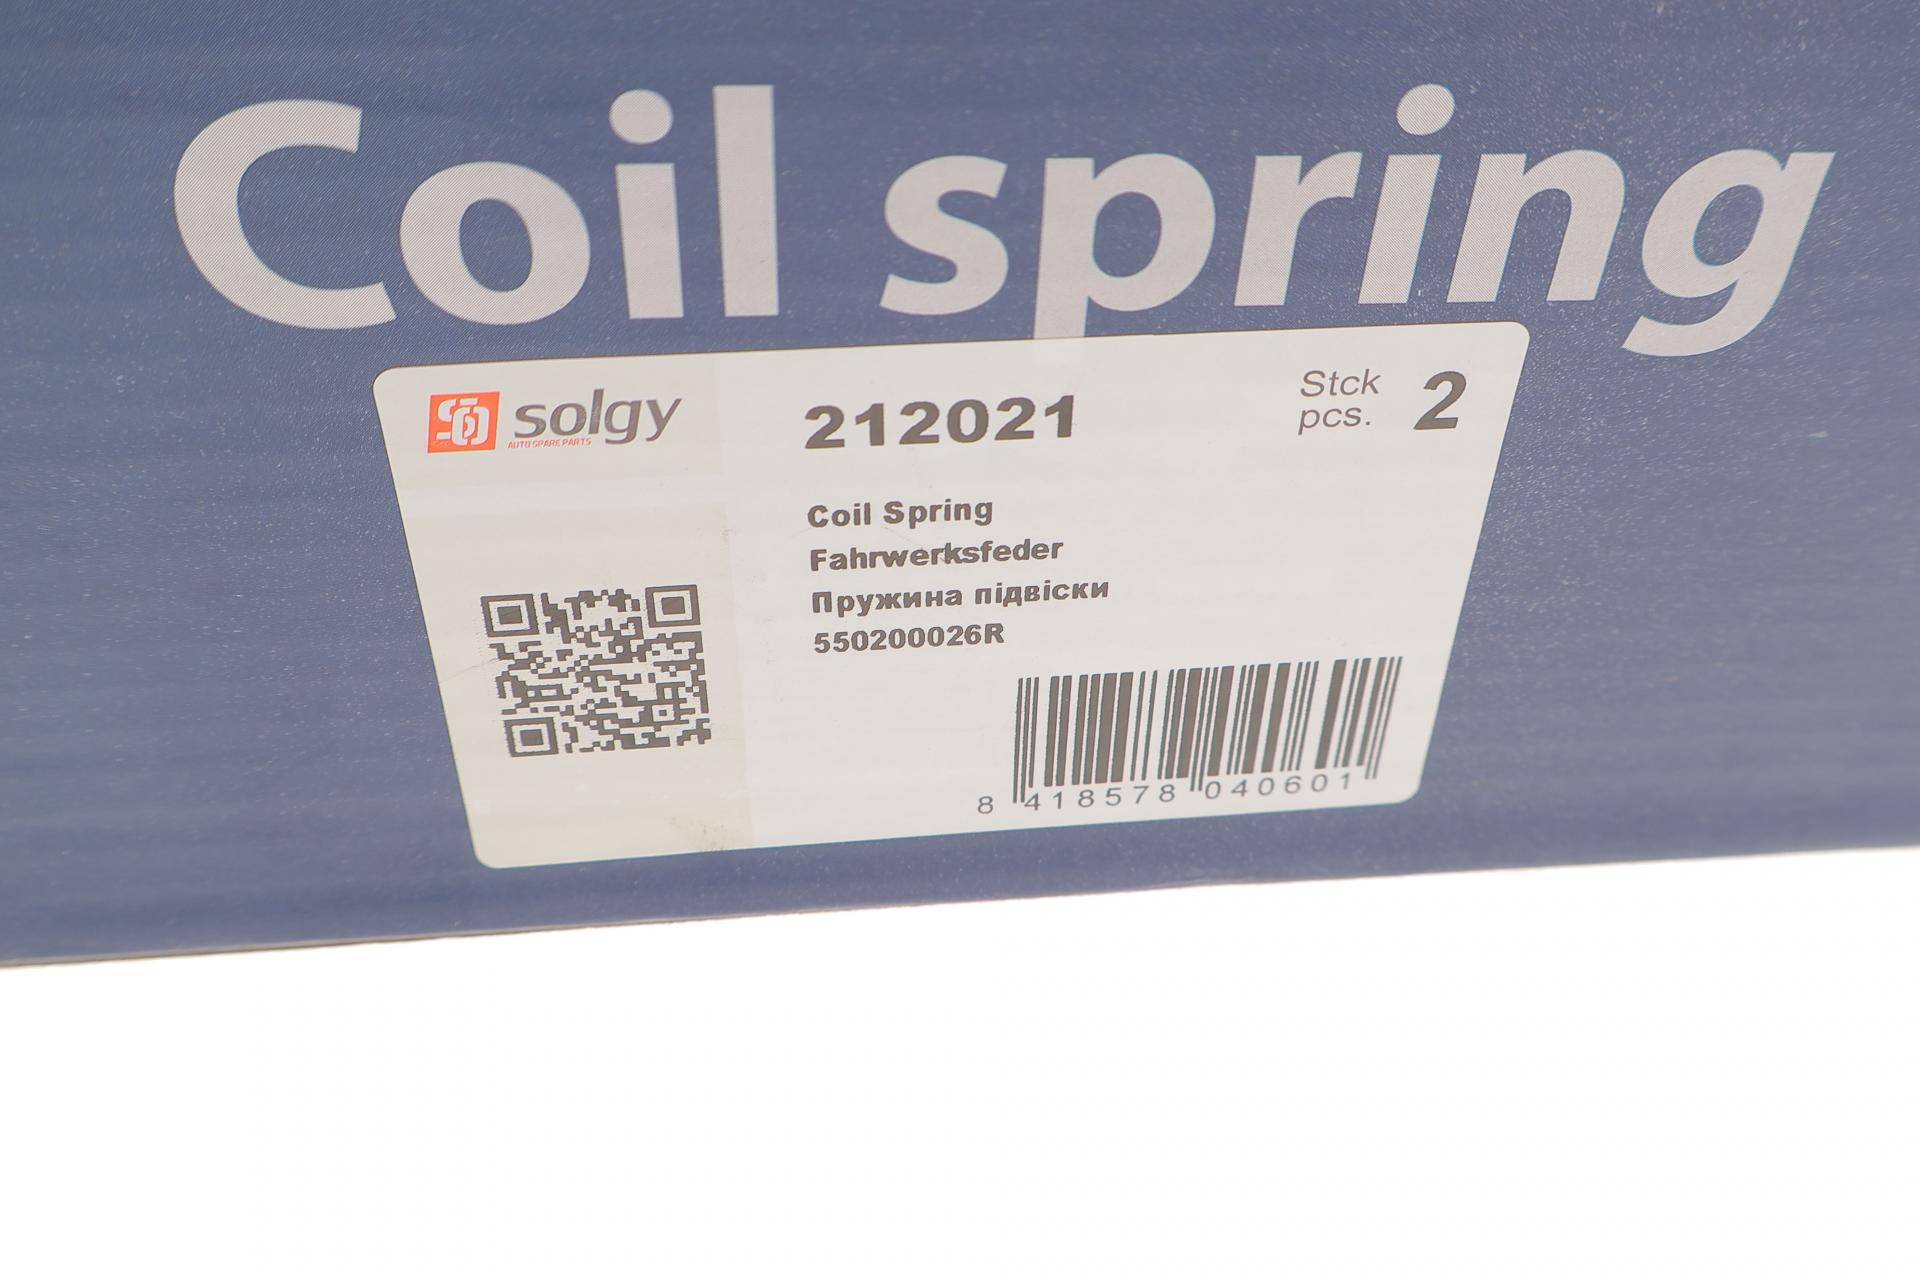 Coil spring
SO solgy
AUTO SPARE PARTS
212021
Stck
pcs. 2
Coil Spring
Fahrwerksfeder
Пружина підвіски
550200026R
8 418578 040601